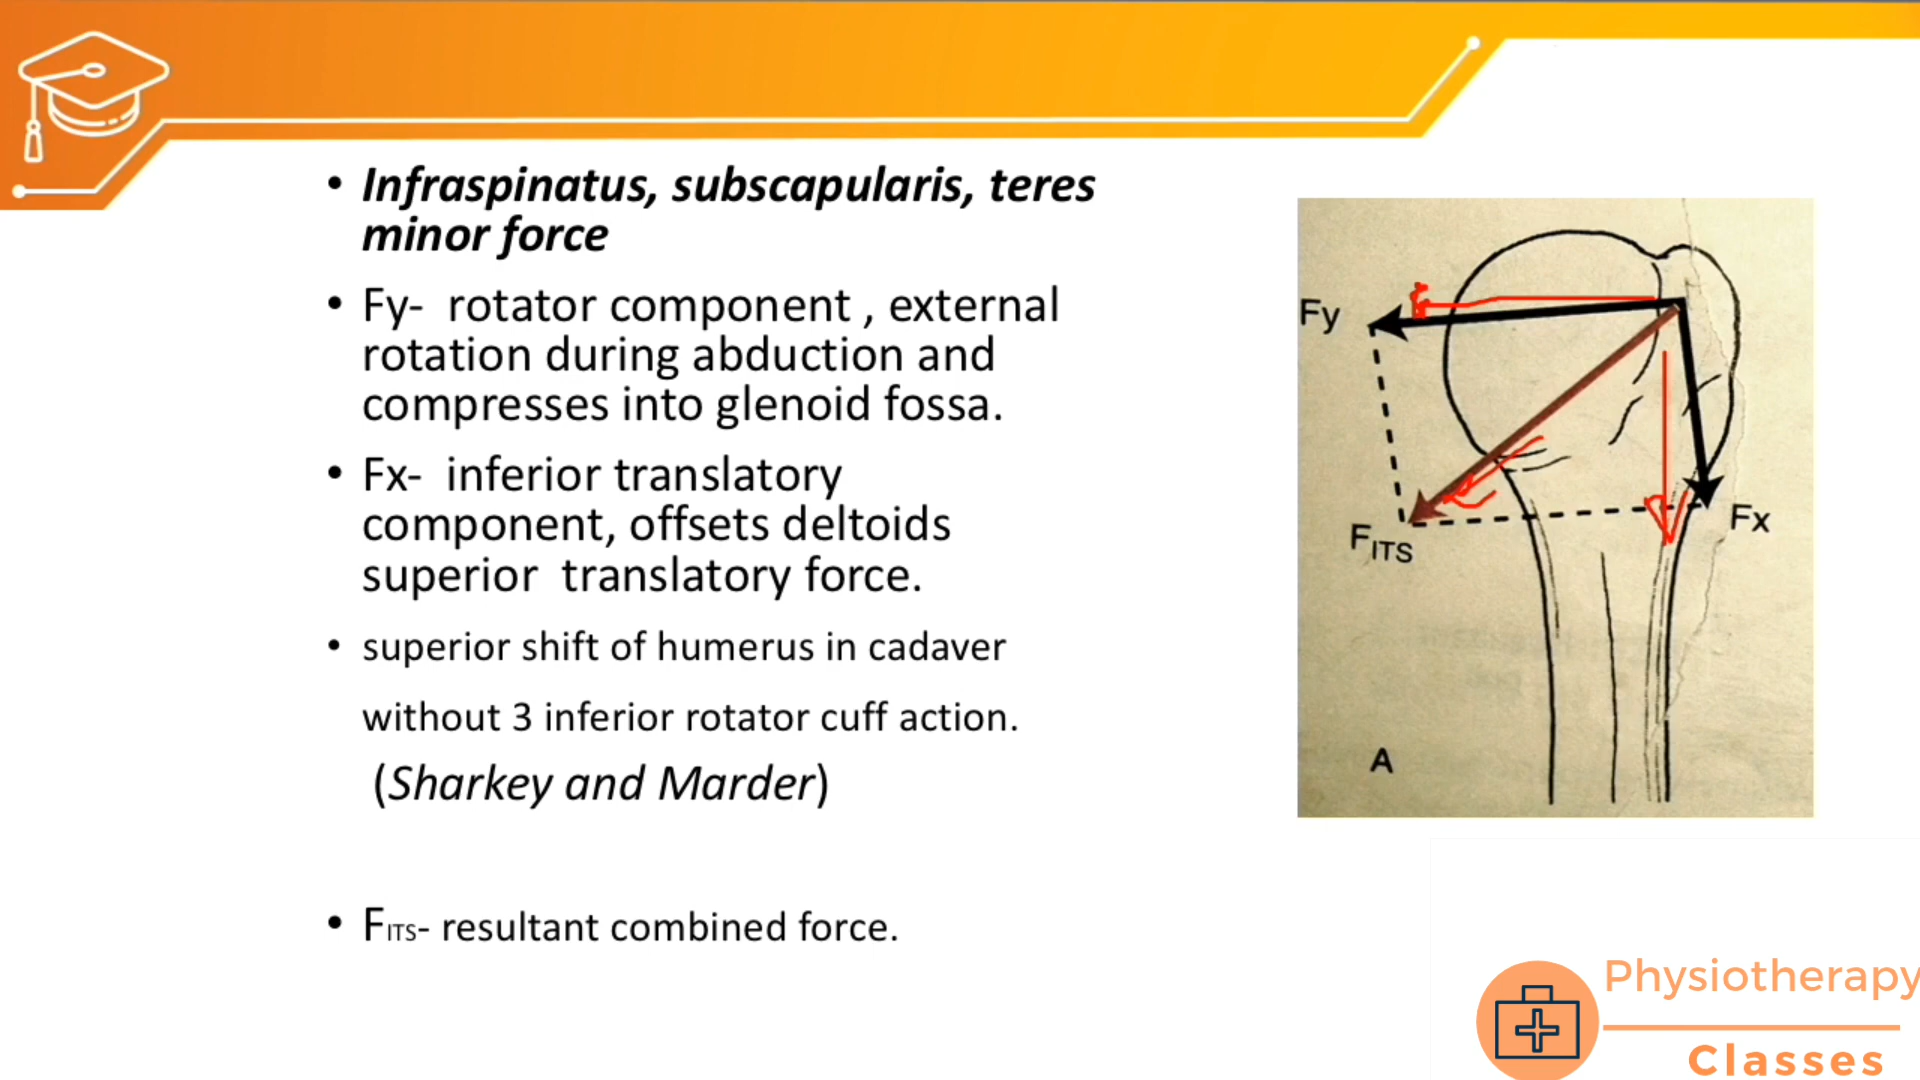 • Infraspinatus, subscapularis, teres
minor force
• Fy-  rotator component , external
rotation during abduction and
compresses into glenoid fossa.
• Fx-  inferior translatory
component, offsets deltoids
superior  translatory force.
• superior shift of humerus in cadaver
without 3 inferior rotator cuff action.
(Sharkey and Marder)
• FITS- resultant combined force.
Fy
Fx
FITS
A
Physiotherapy
Classes